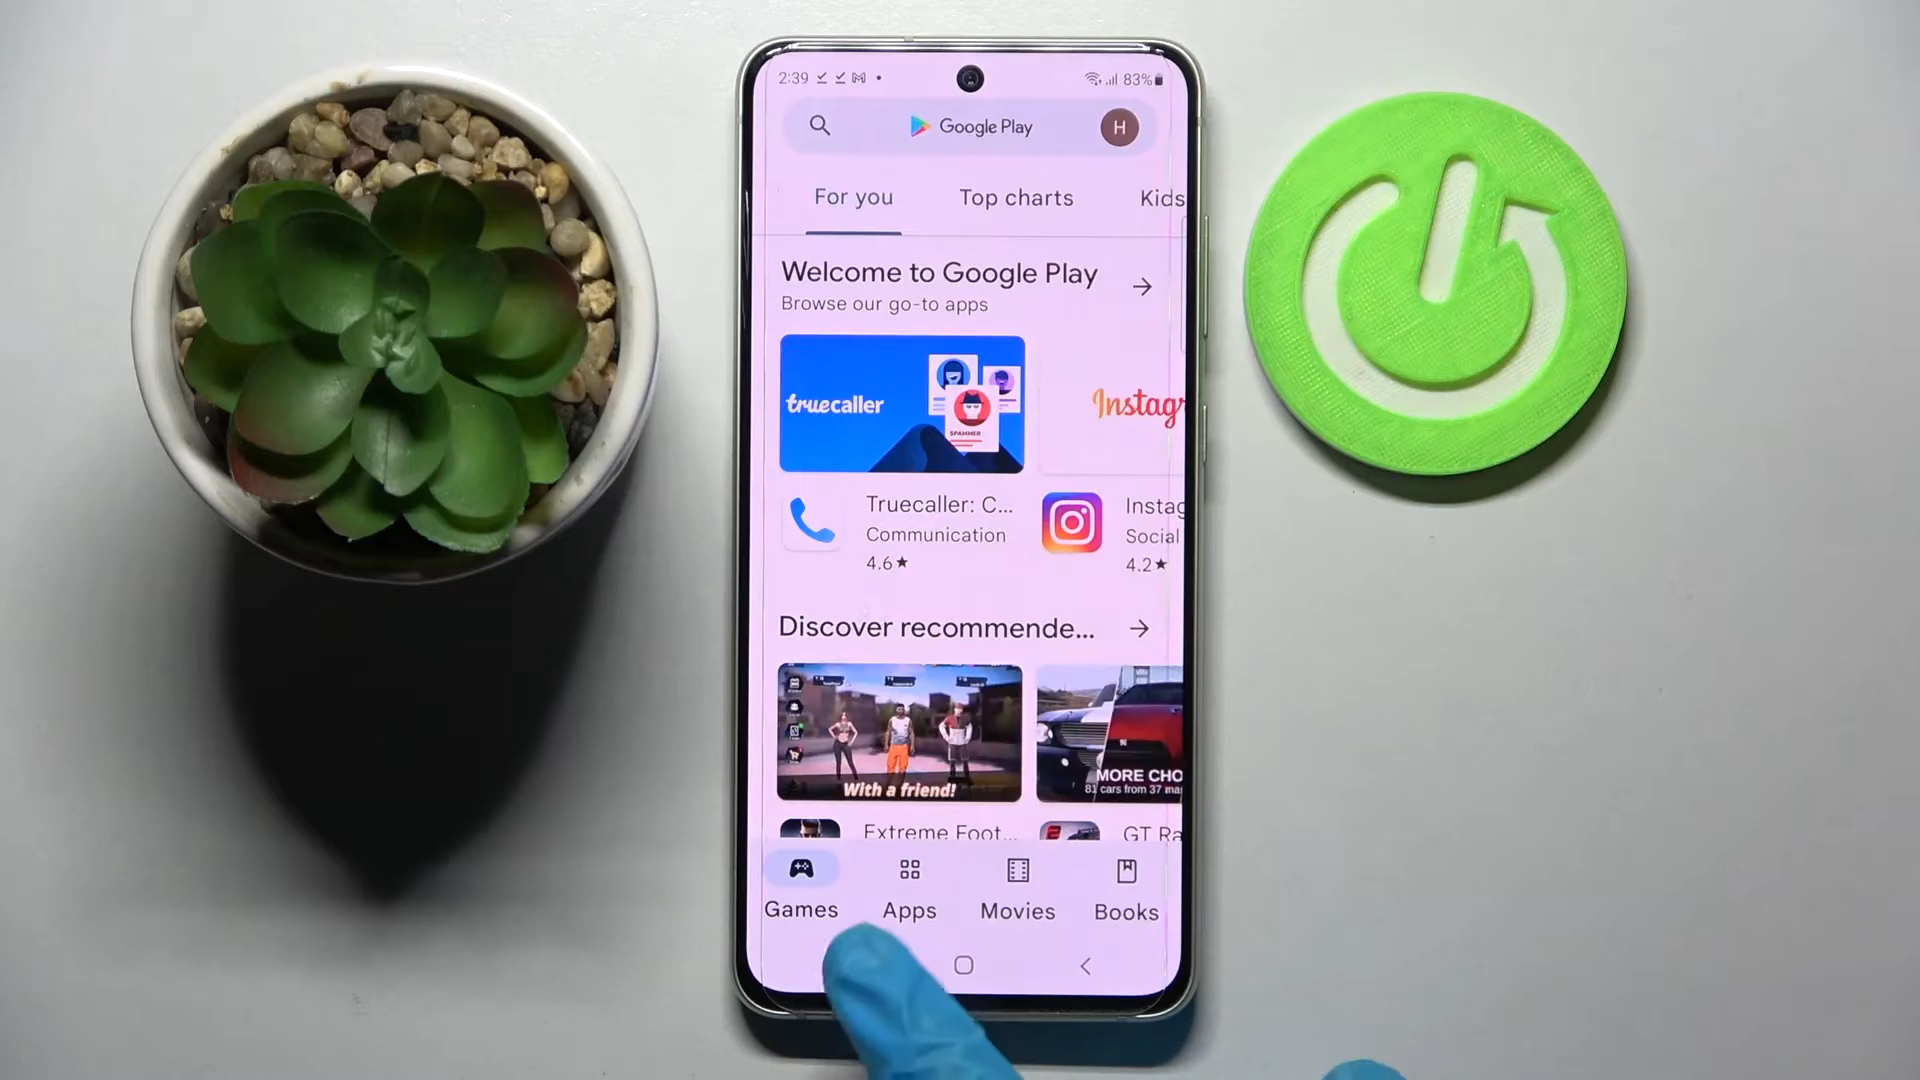 2:39
83%
Google Play
H
For you
Top charts
Kids
Welcome to Google Play
Browse our go-to apps
truecaller
SPAMMER
Instag
Truecaller: C...
Communication
4.6★
Instag
Social
4.2★
Discover recommende...
With a friend!
MORE CHO
81 cars from 37 ma
Extreme Foot...
GT Ra
Games
Apps
Movies
Books